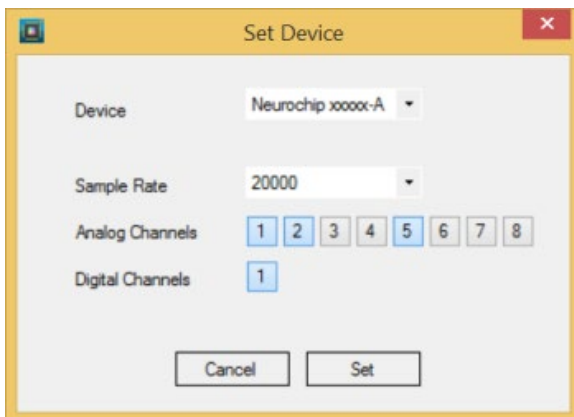 Set Device
Device
Neurochip xxxxx-A
Sample Rate
20000
Analog Channels
1 2 3 4 5 6 7 8
Digital Channels
1
Cancel
Set